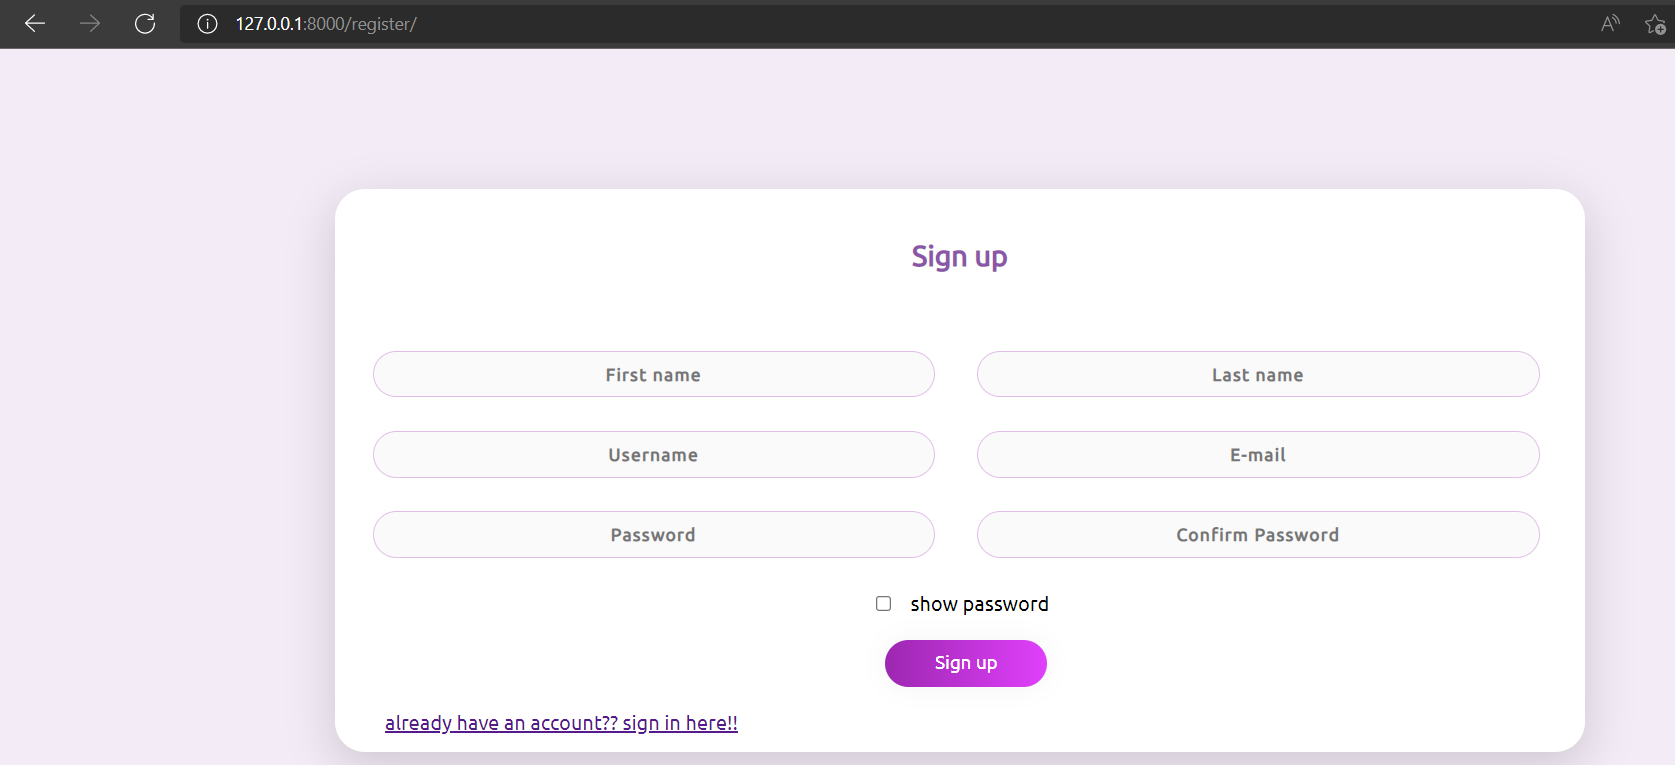 127.0.0.1:8000/register/
Sign up
First name
Last name
Username
E-mail
Password
Confirm Password
show password
Sign up
already have an account?? sign in here!!